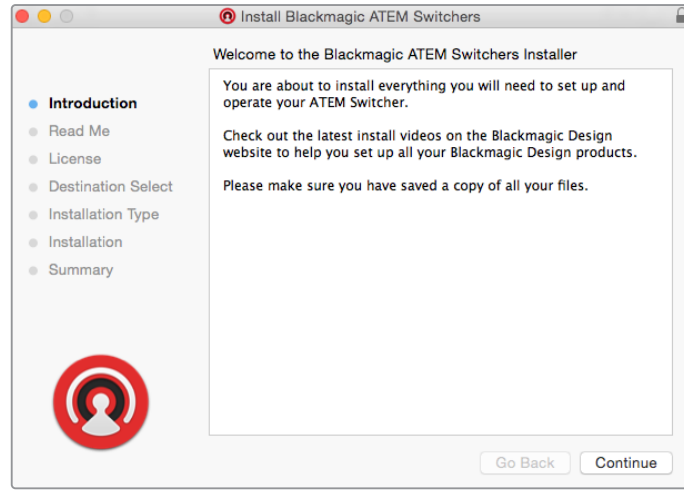 Install Blackmagic ATEM Switchers
Welcome to the Blackmagic ATEM Switchers Installer
Introduction
Read Me
License
Destination Select
Installation Type
Installation
Summary
You are about to install everything you will need to set up and
operate your ATEM Switcher.
Check out the latest install videos on the Blackmagic Design
website to help you set up all your Blackmagic Design products.
Please make sure you have saved a copy of all your files.
Go Back
Continue